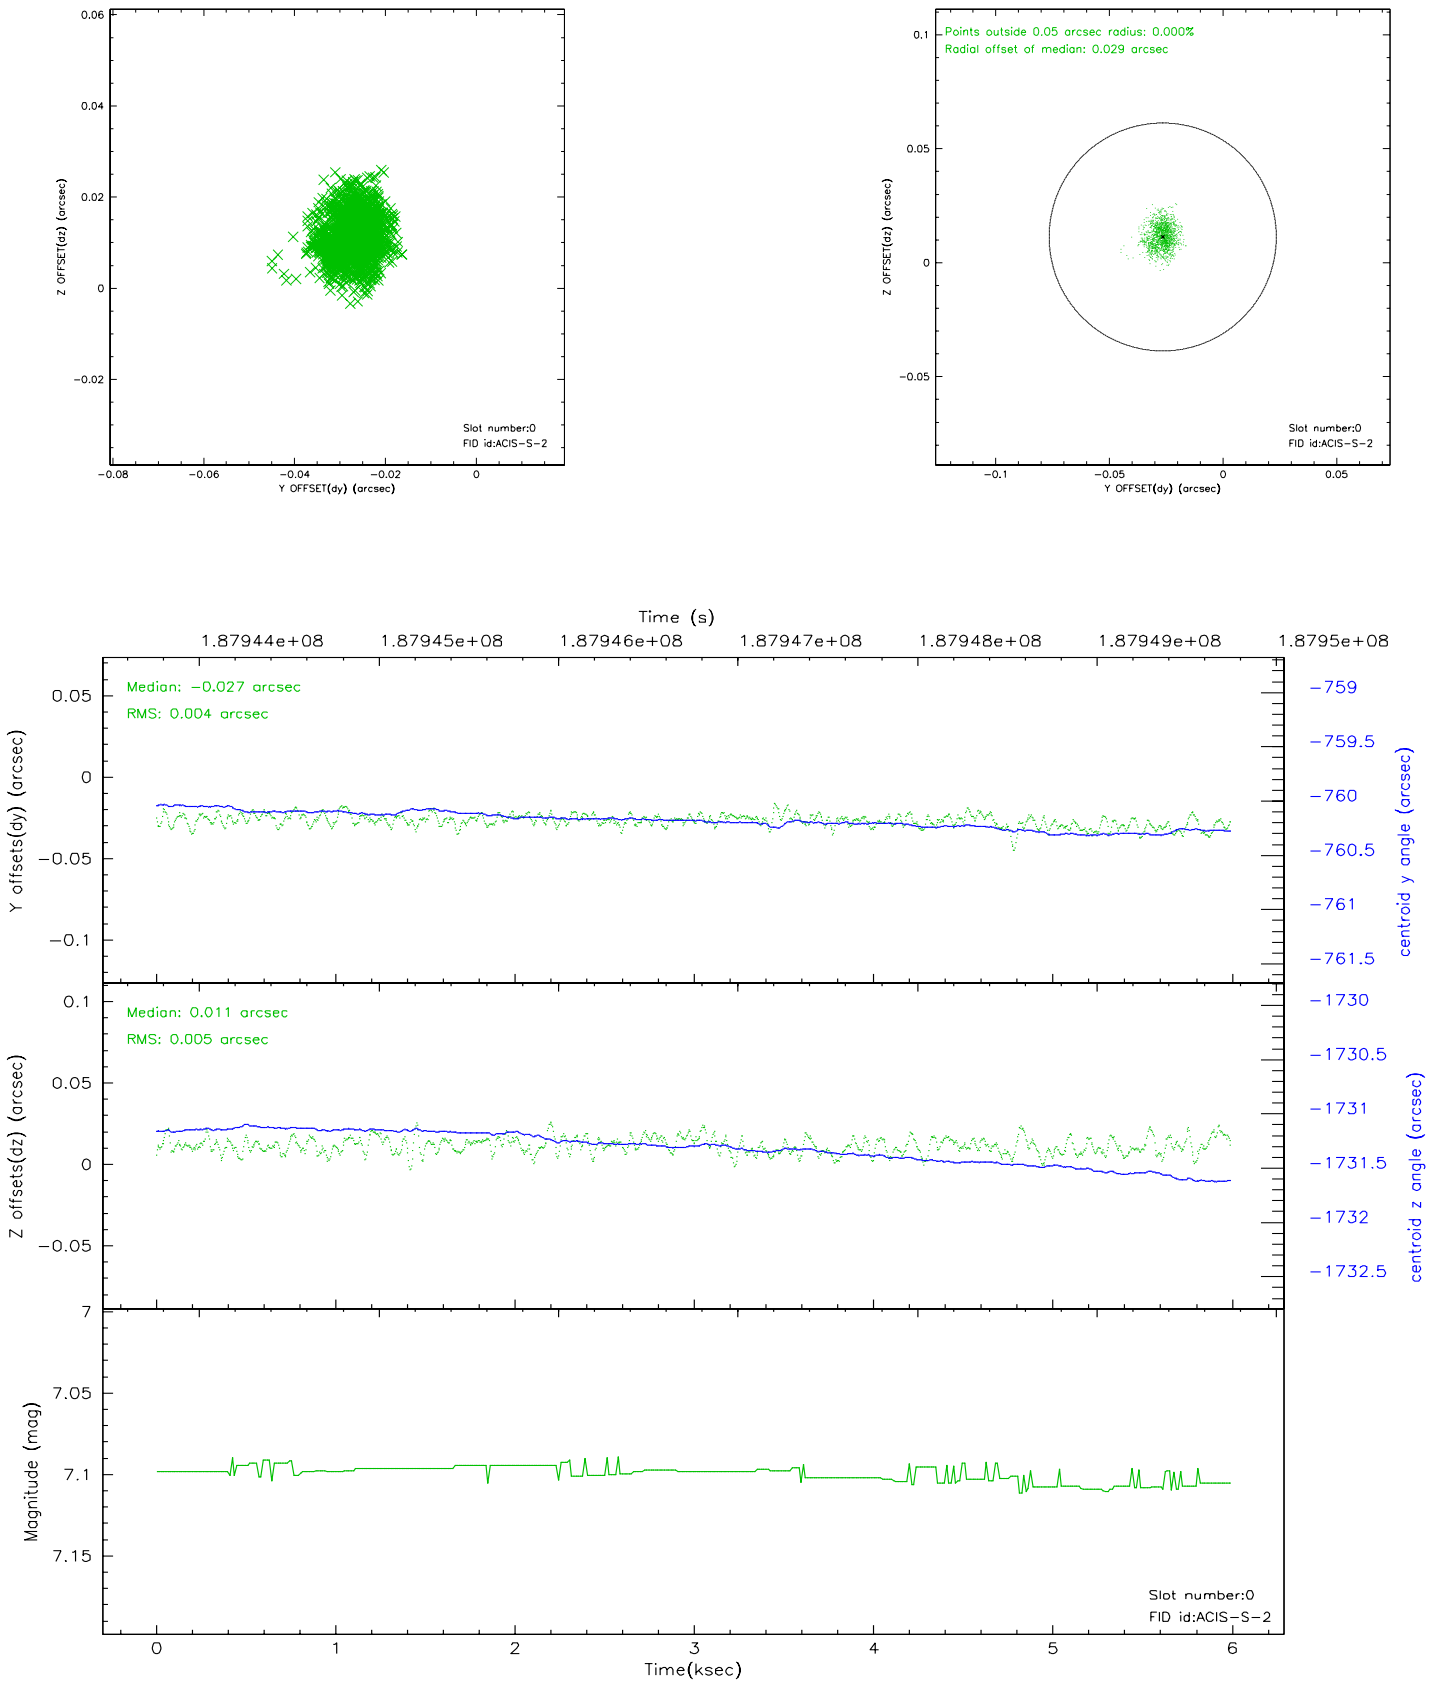 0.06
0.04
0.02
0
−0.02
Z OFFSET(dz) (arcsec)
Slot number:0
FID id:ACIS−S−2
−0.08
−0.06
−0.04
−0.02
0
Y OFFSET(dy) (arcsec)
Points outside 0.05 arcsec radius: 0.000%
Radial offset of median: 0.029 arcsec
0.1
0.05
0
−0.05
Z OFFSET(dz) (arcsec)
Slot number:0
FID id:ACIS−S−2
−0.1
−0.05
0
0.05
Y OFFSET(dy) (arcsec)
Time (s)
1.87944e+08
1.87945e+08
1.87946e+08
1.87947e+08
1.87948e+08
1.87949e+08
1.8795e+08
Median: −0.027 arcsec
RMS: 0.004 arcsec
0.05
0
−0.05
−0.1
Y offsets(dy) (arcsec)
−759
−759.5
−760
−760.5
−761
−761.5
centroid y angle (arcsec)
Median: 0.011 arcsec
RMS: 0.005 arcsec
0.1
0.05
0
−0.05
Z offsets(dz) (arcsec)
−1730
−1730.5
−1731
−1731.5
−1732
−1732.5
centroid z angle (arcsec)
7
7.05
7.1
7.15
Magnitude (mag)
Slot number:0
FID id:ACIS−S−2
0
1
2
3
4
5
6
Time(ksec)